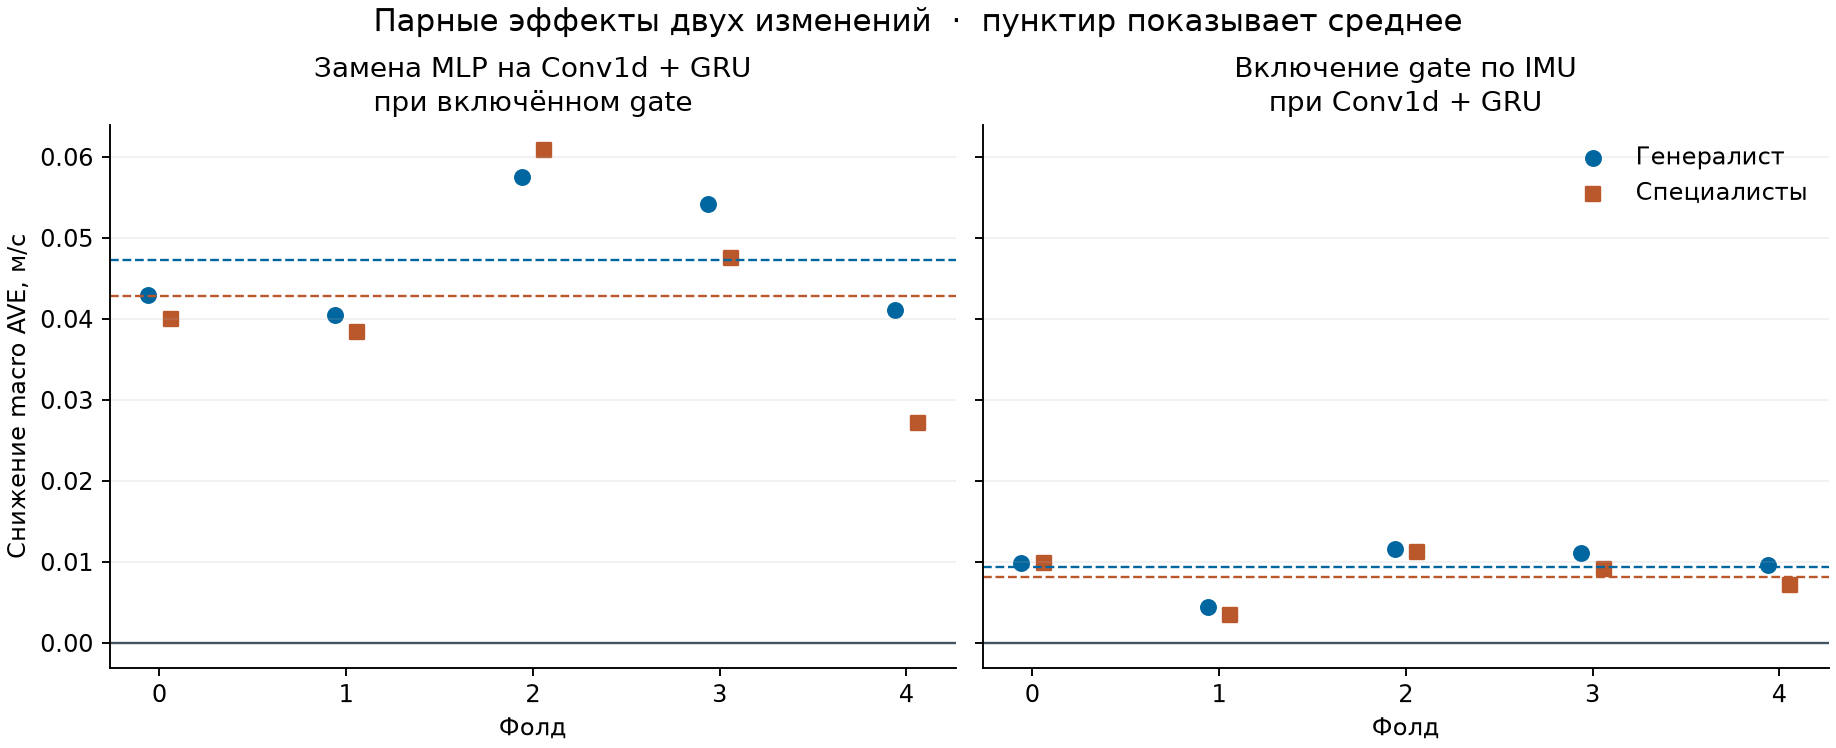 Парные эффекты двух изменений · пунктир показывает среднее
Замена MLP на Conv1d + GRU
при включённом gate
Включение gate по IMU
при Conv1d + GRU
Снижение macro AVE, м/с
0.06
0.05
0.04
0.03
0.02
0.01
0.00
0 1 2 3 4
Фолд
Генералист
Специалисты
0 1 2 3 4
Фолд